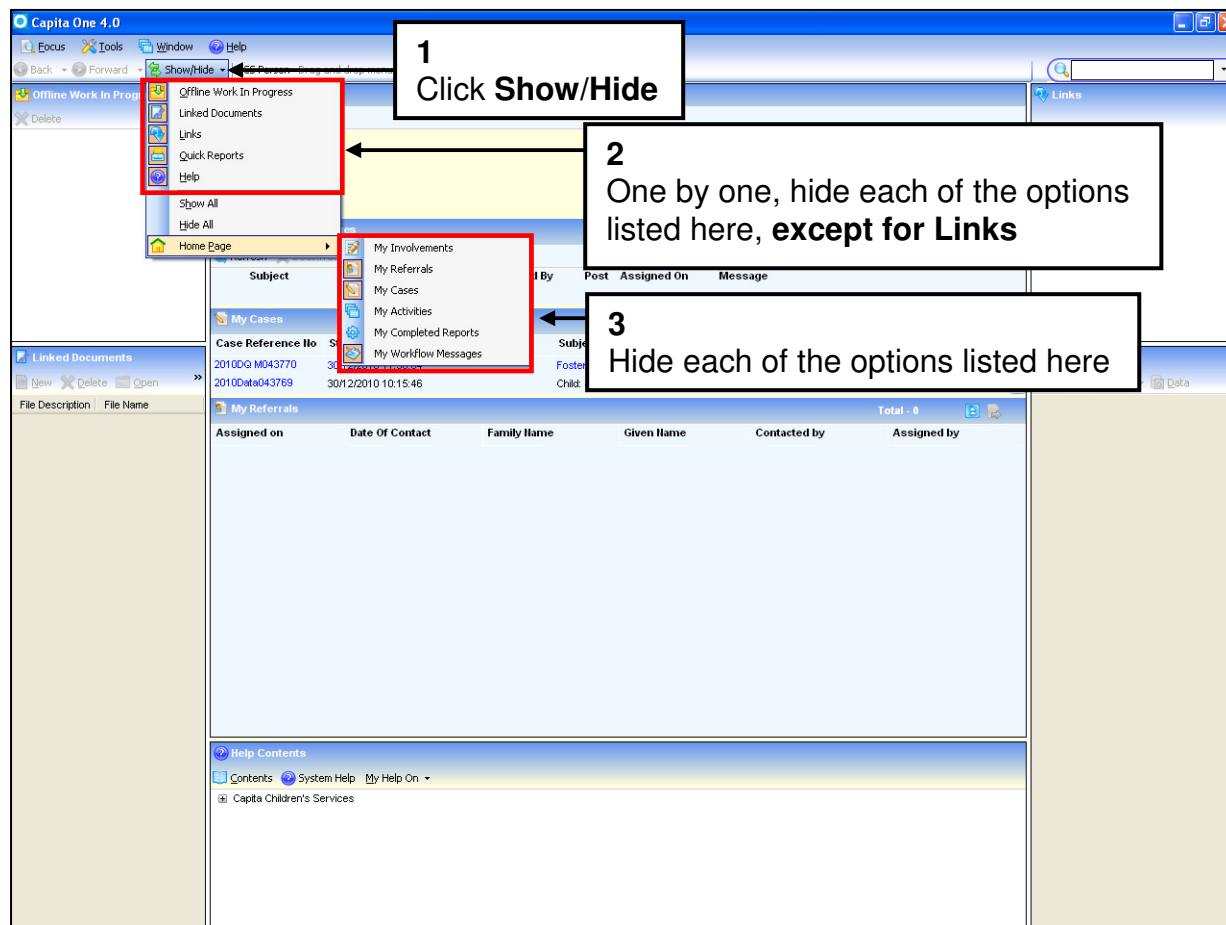 Capita One 4.0
Focus Tools Window Help
Back Forward Show/Hide
1
Click Show/Hide
Offline Work In Prog
Links
Delete
Offline Work In Progress
Linked Documents
Links
Quick Reports
Help
Show All
Hide All
Home Page
2
One by one, hide each of the options
listed here, except for Links
My Involvements
My Referrals
My Cases
My Activities
My Completed Reports
My Workflow Messages
Subject By Post Assigned On Message
3
Hide each of the options listed here
My Cases
Case Reference No
2010DQ M043770 Foster
2010Data043769 30/12/2010 10:15:46 Child:
Linked Documents
New Delete Open » Data
File Description File Name
My Referrals Total - 0
Assigned on Date Of Contact Family Name Given Name Contacted by Assigned by
Help Contents
Contents System Help My Help On
Capita Children's Services